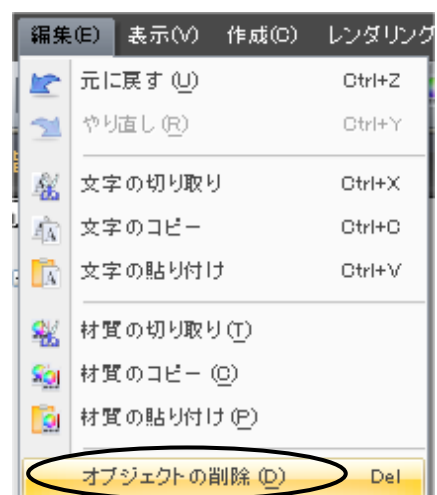 編集(E) 表示(V) 作成(C) レンダリング
元に戻す(U) Ctrl+Z
やり直し(R) Ctrl+Y
文字の切り取り Ctrl+X
文字のコピー Ctrl+C
文字の貼り付け Ctrl+V
材質の切り取り(T)
材質のコピー(C)
材質の貼り付け(P)
オブジェクトの削除(D) Del